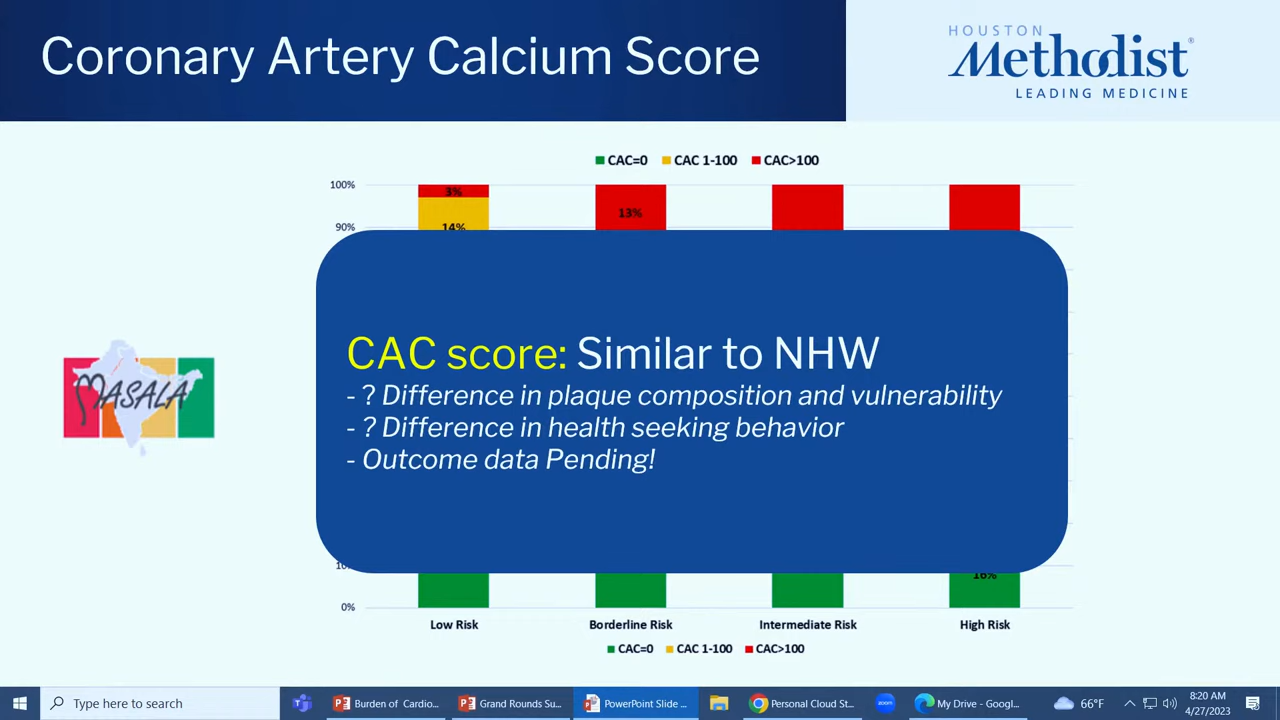 Coronary Artery Calcium Score
HOUSTON
Methodist®
LEADING MEDICINE
CAC=0 CAC 1-100 CAC>100
100%
3%
13%
90%
14%
CAC score: Similar to NHW
- ? Difference in plaque composition and vulnerability
- ? Difference in health seeking behavior
- Outcome data Pending!
MASALA
16%
0%
Low Risk Borderline Risk Intermediate Risk High Risk
CAC=0 CAC 1-100 CAC>100
Type here to search
Burden of Cardio...
Grand Rounds Su...
PowerPoint Slide ...
Personal Cloud St...
zoom
My Drive - Googl...
66°F
8:20 AM
4/27/2023